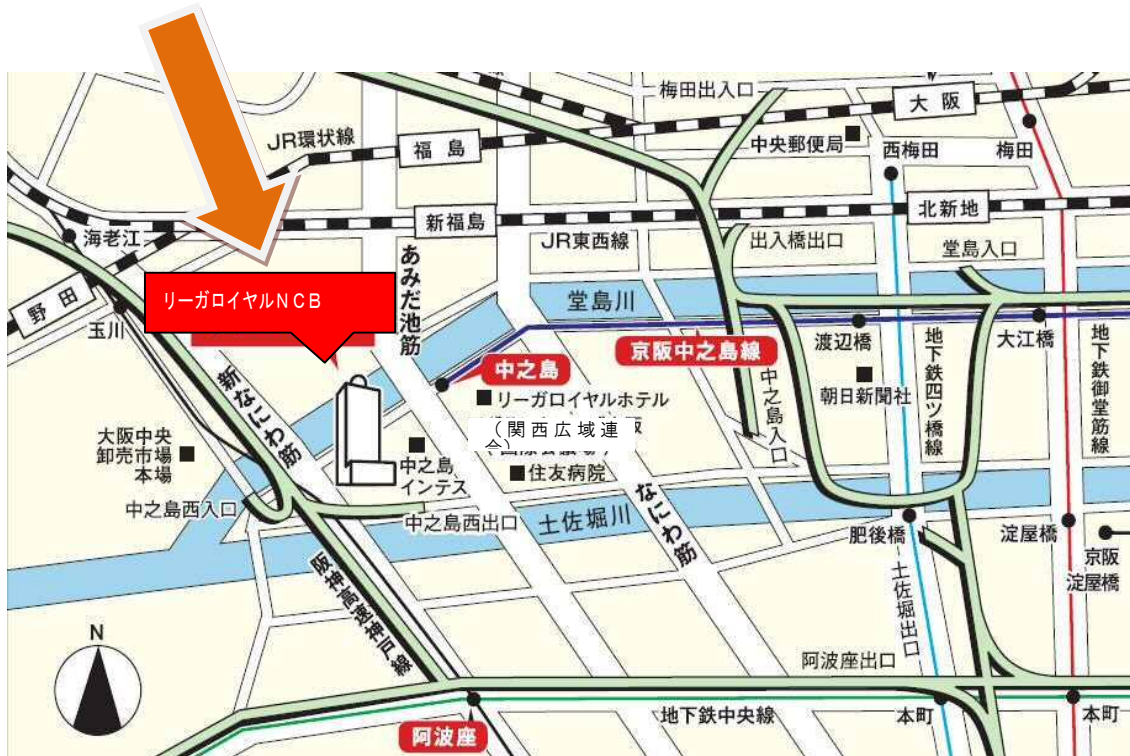 梅田出入口
大阪
JR環状線
福島
中央郵便局
西梅田
梅田
海老江
新福島
JR東西線
北新地
出入橋出口
堂島入口
野田
玉川
リーガロイヤルNCB
あみだ池筋
堂島川
京阪中之島線
渡辺橋
大江橋
地下鉄四ツ橋線
地下鉄御堂筋線
中之島
中之島入口
朝日新聞社
リーガロイヤルホテル
（関西広域連
合）
新なにわ筋
大阪中央
卸売市場
本場
中之島
インテス
住友病院
なにわ筋
中之島西入口
中之島西出口
土佐堀川
肥後橋
淀屋橋
京阪
淀屋橋
阪神高速神戸線
土佐堀出口
N
阿波座出口
地下鉄中央線
本町
本町
阿波座